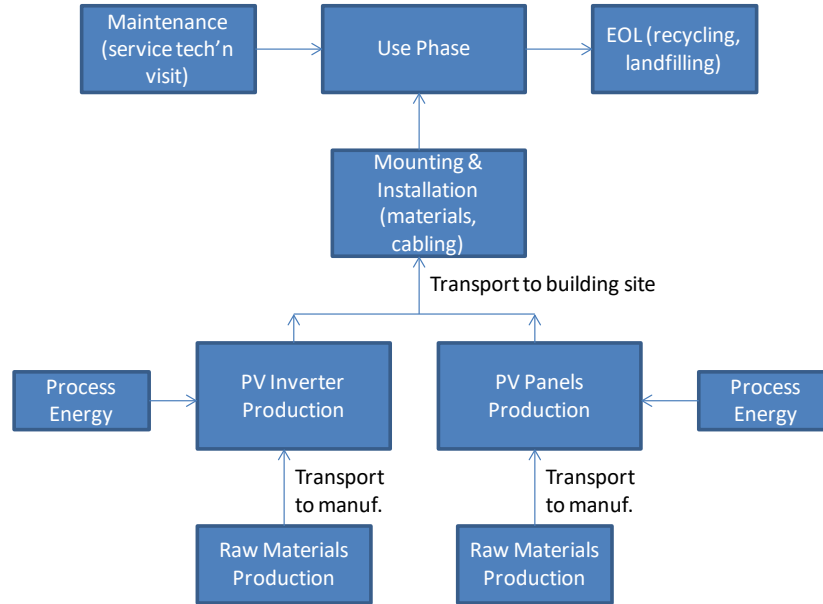 Maintenance
(service tech’n
visit)
Use Phase
EOL (recycling,
landfilling)
Mounting &
Installation
(materials,
cabling)
Transport to building site
Process
Energy
PV Inverter
Production
PV Panels
Production
Process
Energy
Transport
to manuf.
Transport
to manuf.
Raw Materials
Production
Raw Materials
Production